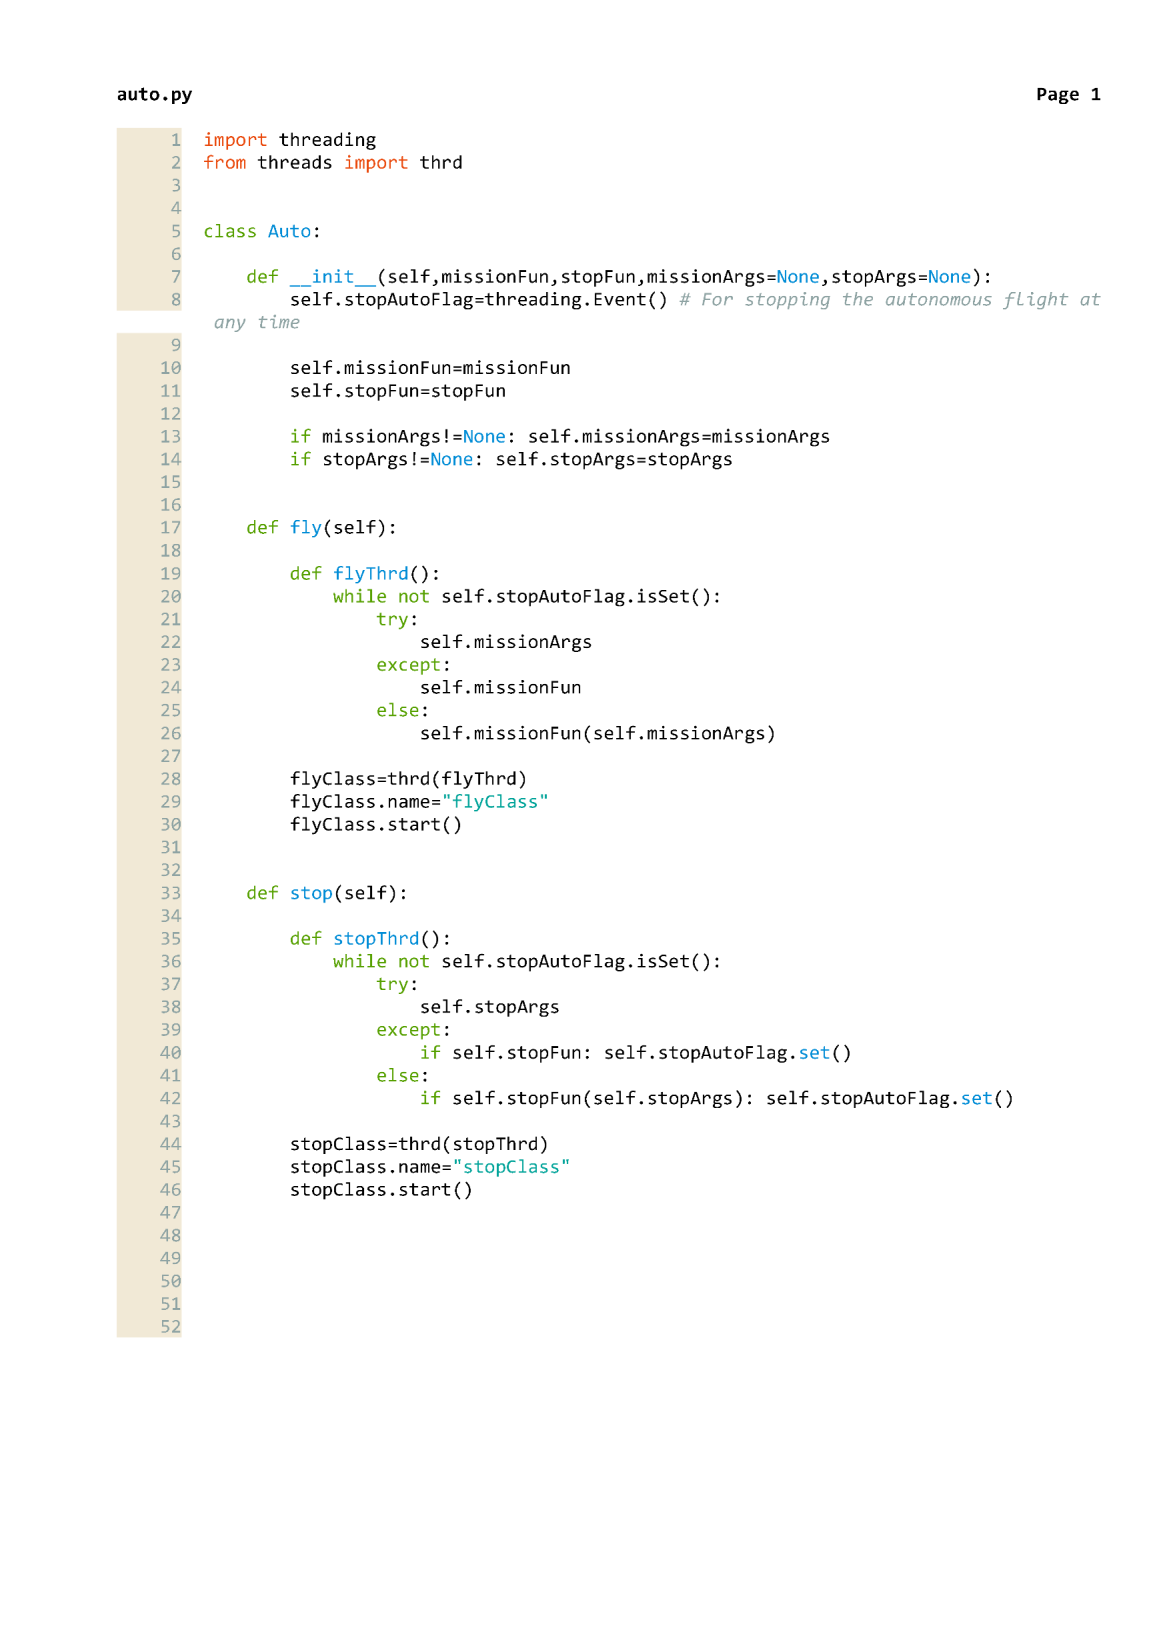 auto.py Page 1
1 import threading
2 from threads import thrd
3
4
5 class Auto:
6
7     def __init__(self,missionFun,stopFun,missionArgs=None,stopArgs=None):
8         self.stopAutoFlag=threading.Event() # For stopping the autonomous flight at
any time
9
10         self.missionFun=missionFun
11         self.stopFun=stopFun
12
13         if missionArgs!=None: self.missionArgs=missionArgs
14         if stopArgs!=None: self.stopArgs=stopArgs
15
16
17     def fly(self):
18
19         def flyThrd():
20             while not self.stopAutoFlag.isSet():
21                 try:
22                     self.missionArgs
23                 except:
24                     self.missionFun
25                 else:
26                     self.missionFun(self.missionArgs)
27
28         flyClass=thrd(flyThrd)
29         flyClass.name="flyClass"
30         flyClass.start()
31
32
33     def stop(self):
34
35         def stopThrd():
36             while not self.stopAutoFlag.isSet():
37                 try:
38                     self.stopArgs
39                 except:
40                     if self.stopFun: self.stopAutoFlag.set()
41                 else:
42                     if self.stopFun(self.stopArgs): self.stopAutoFlag.set()
43
44         stopClass=thrd(stopThrd)
45         stopClass.name="stopClass"
46         stopClass.start()
47
48
49
50
51
52